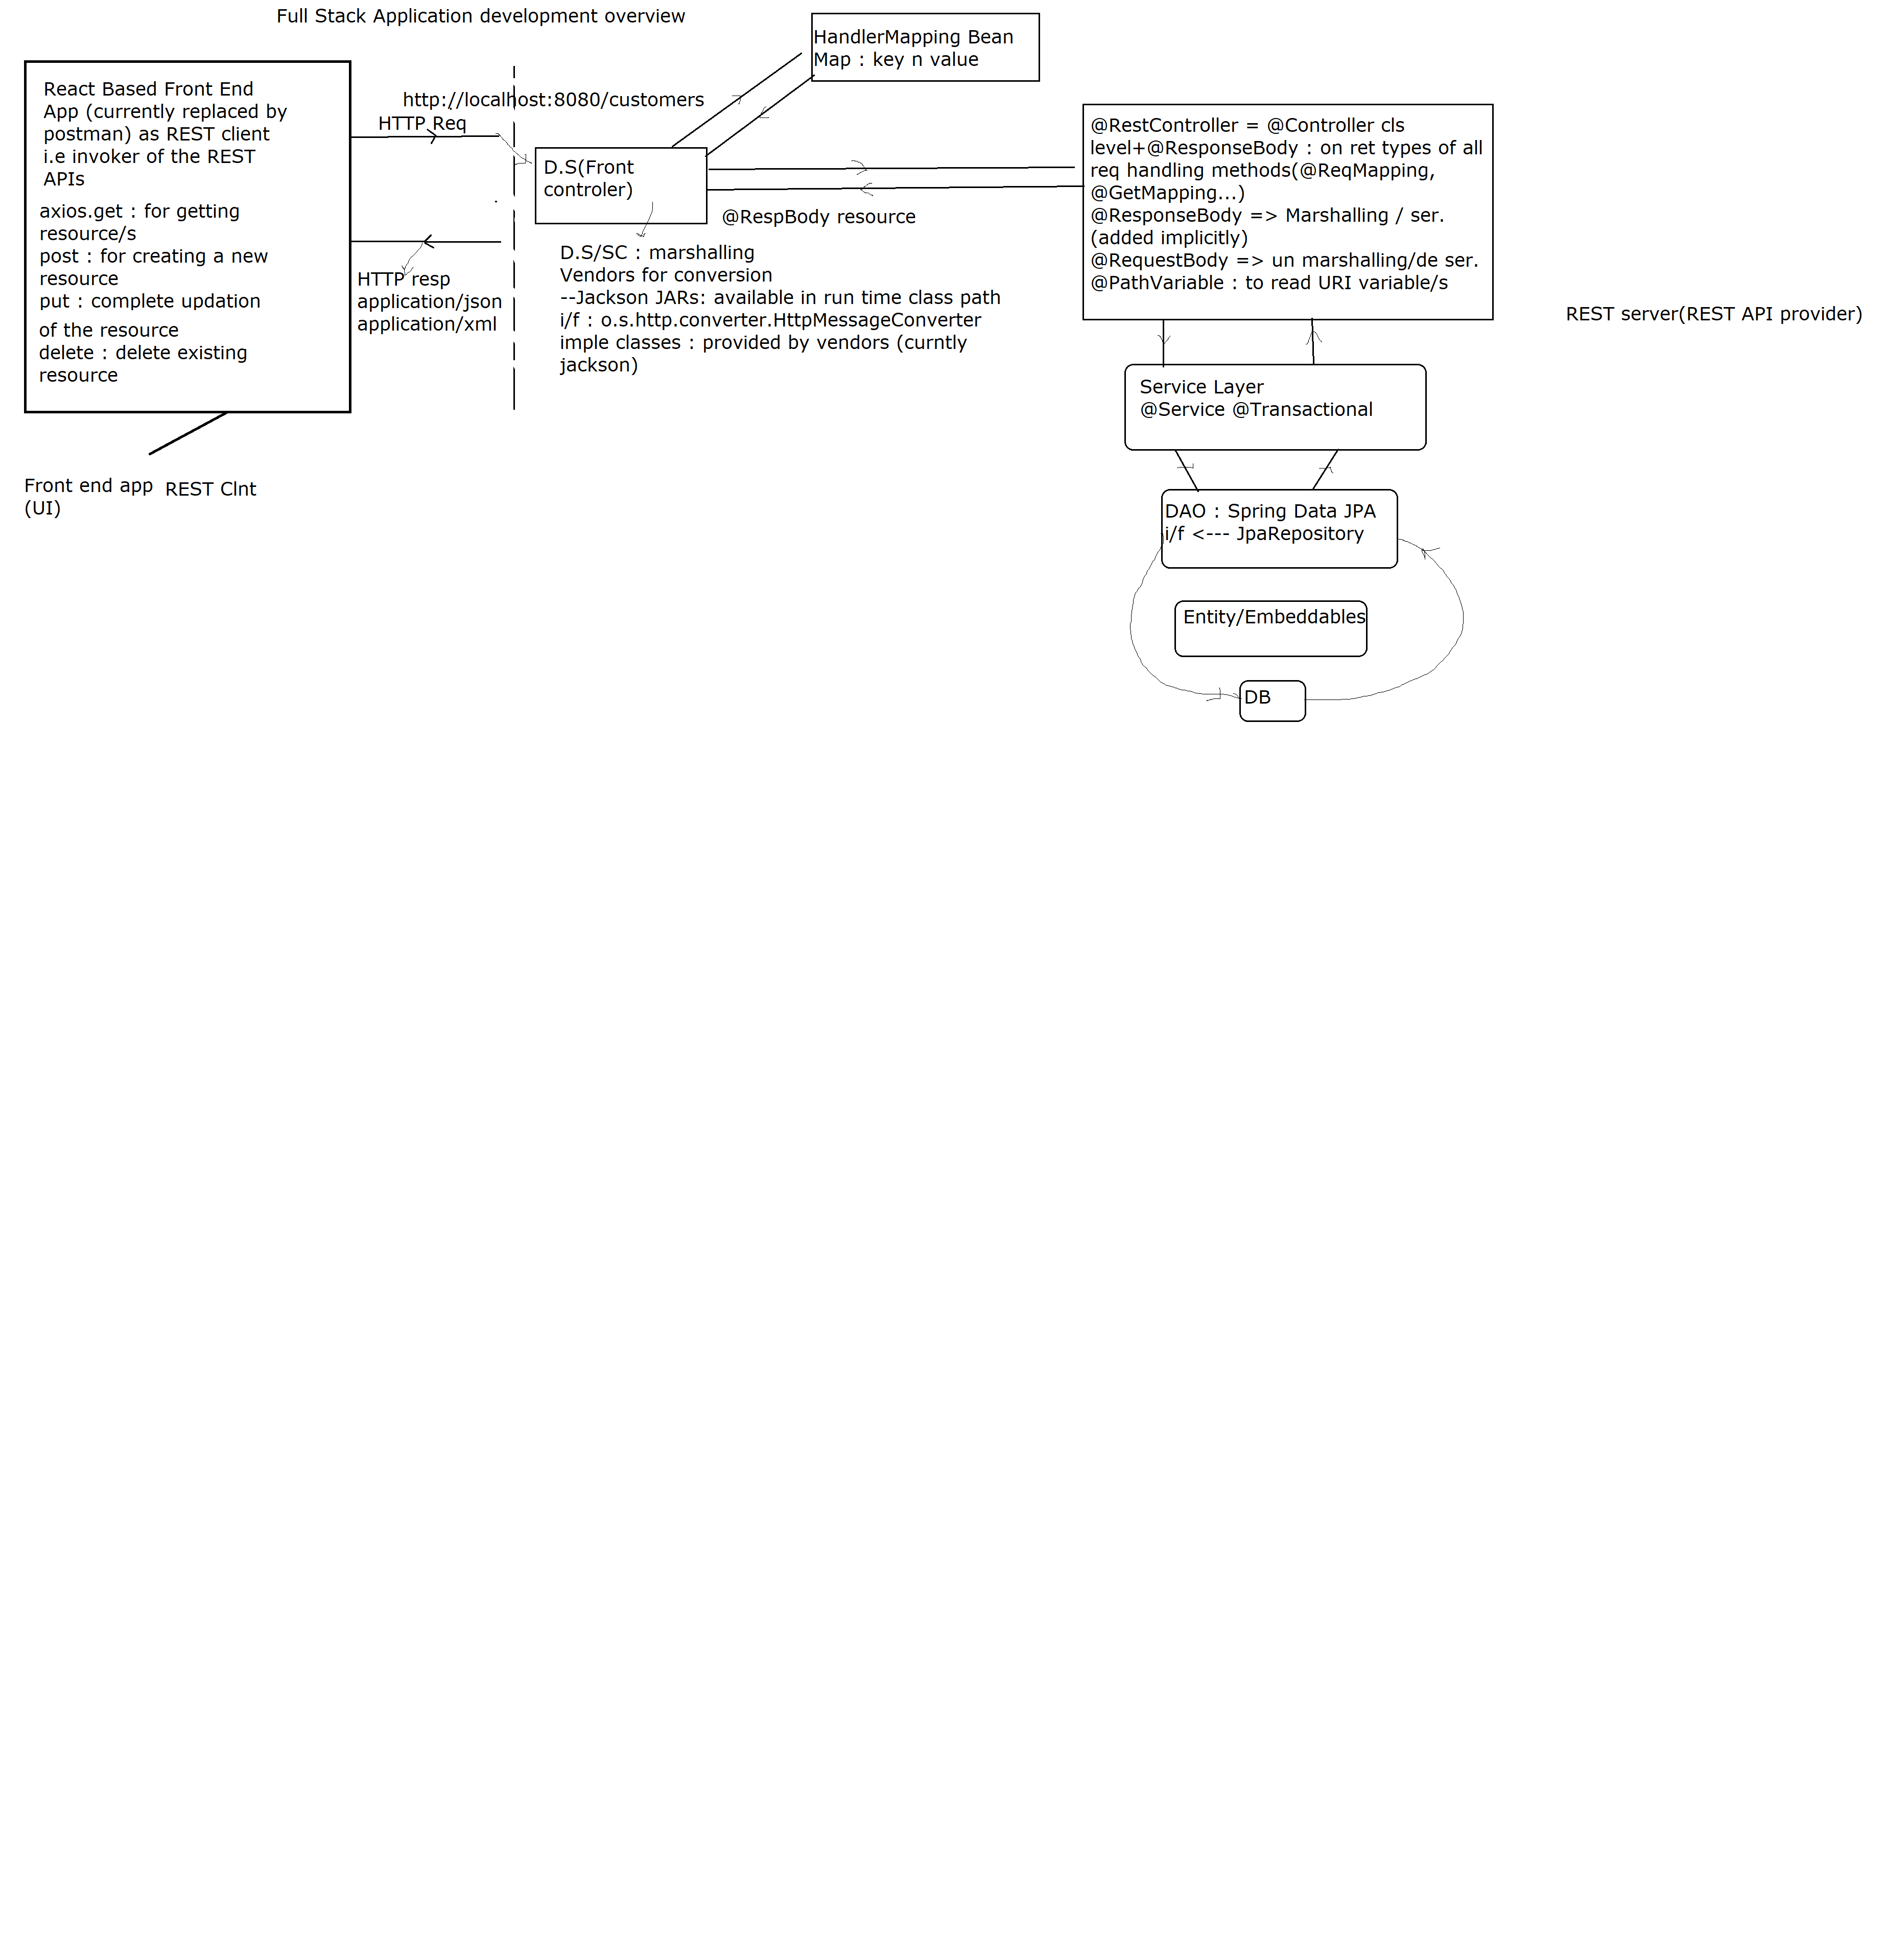 Full Stack Application development overview
React Based Front End
App (currently replaced by
postman) as REST client
i.e invoker of the REST
APIs
axios.get : for getting
resource/s
post : for creating a new
resource
put : complete updation
of the resource
delete : delete existing
resource
Front end app
(UI)
REST Clnt
http://localhost:8080/customers
HTTP Req
HTTP resp
application/json
application/xml
D.S(Front
controler)
HandlerMapping Bean
Map : key n value
@RespBody resource
D.S/SC : marshalling
Vendors for conversion
--Jackson JARs: available in run time class path
i/f : o.s.http.converter.HttpMessageConverter
imple classes : provided by vendors (curntly
jackson)
@RestController = @Controller cls
level+@ResponseBody : on ret types of all
req handling methods(@ReqMapping,
@GetMapping...)
@ResponseBody => Marshalling / ser.
(added implicitly)
@RequestBody => un marshalling/de ser.
@PathVariable : to read URI variable/s
REST server(REST API provider)
Service Layer
@Service @Transactional
DAO : Spring Data JPA
i/f <--- JpaRepository
Entity/Embeddables
DB